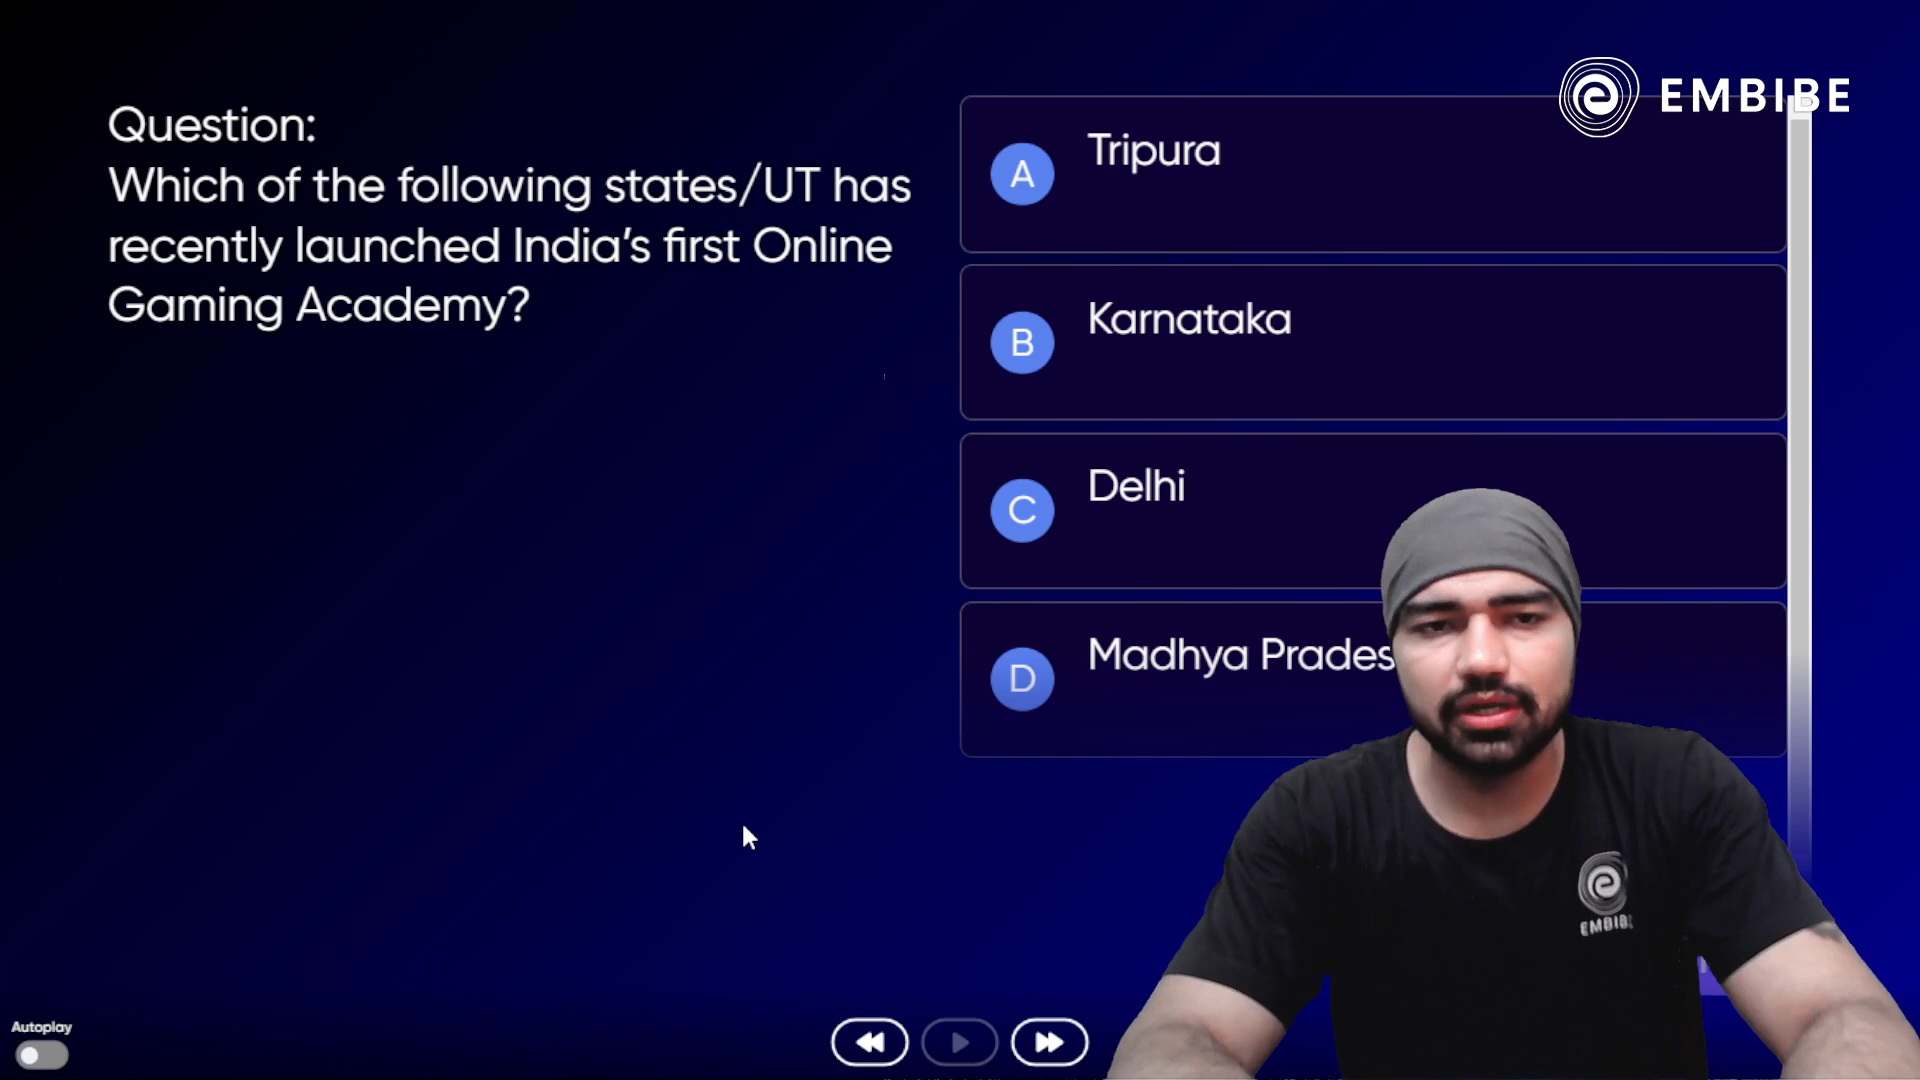 EMBIBE
Question:
Which of the following states/UT has
recently launched India's first Online
Gaming Academy?
A Tripura
B Karnataka
C Delhi
D Madhya Prades
EMBIBE
Autoplay